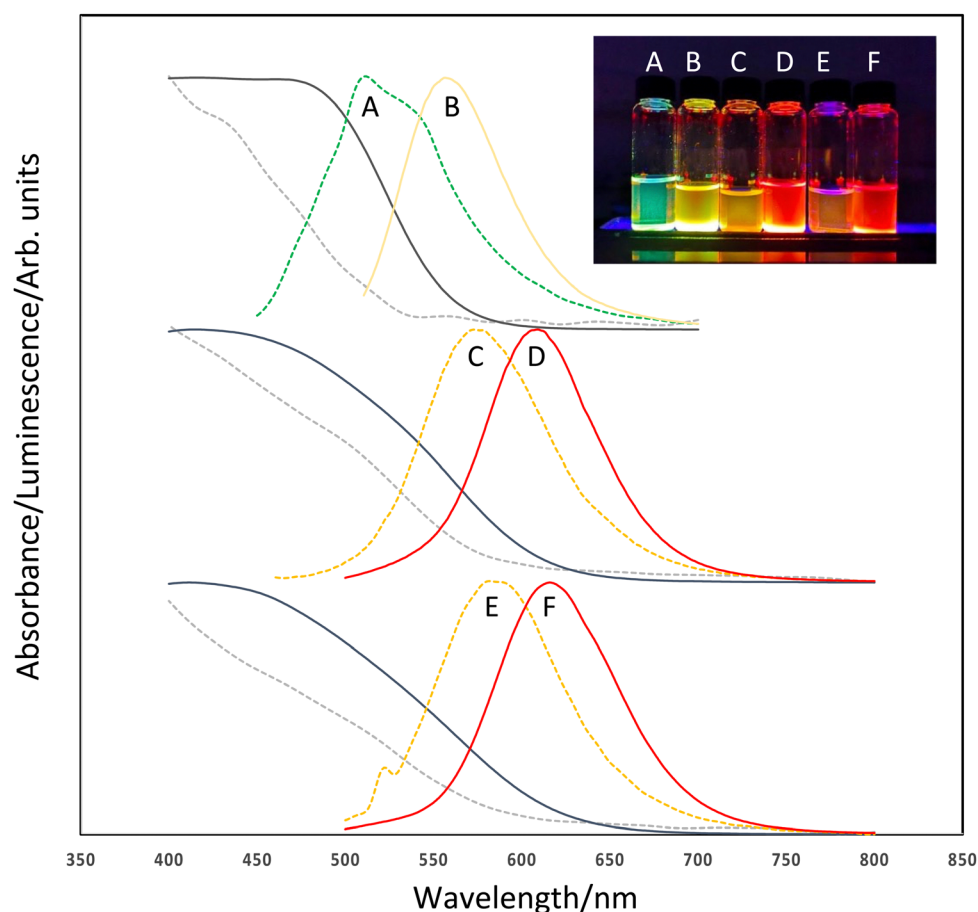 A B C D E F
A B
C D
E F
Absorbance/Luminescence/Arb. units
350 400 450 500 550 600 650 700 750 800 850
Wavelength/nm